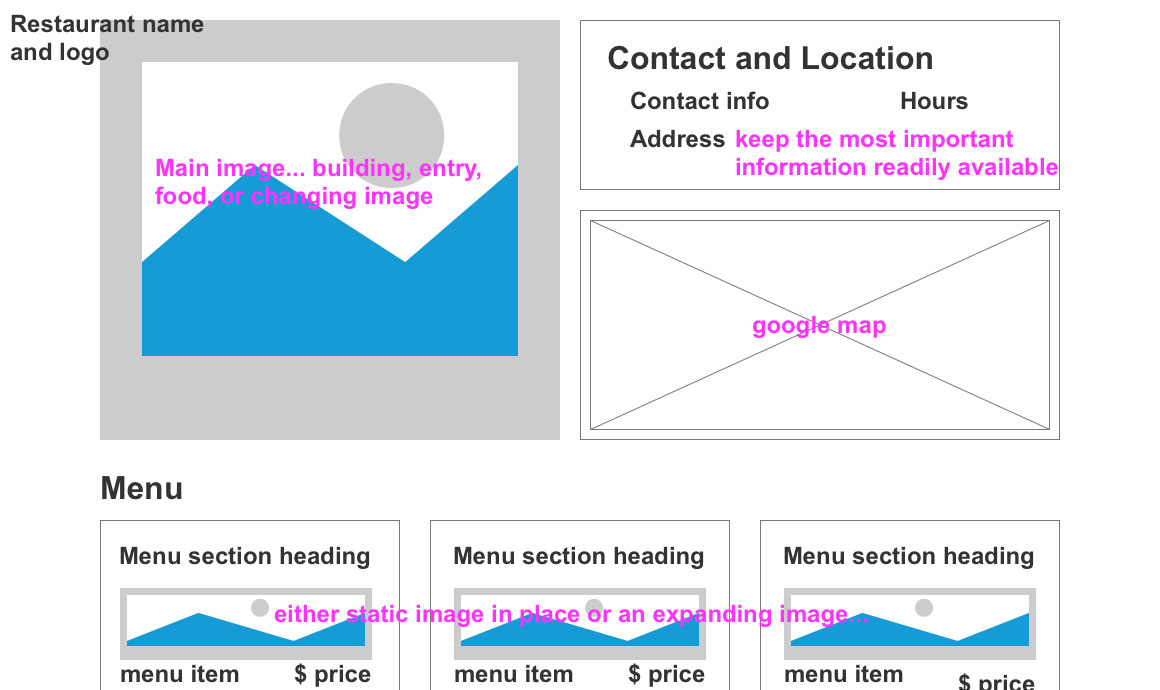 Restaurant name
and logo
Main image... building, entry,
food, or changing image
Contact and Location
Contact info
Hours
Address
keep the most important
information readily available
google map
Menu
Menu section heading
Menu section heading
Menu section heading
either static image in place or an expanding image...
menu item
$ price
menu item
$ price
menu item
$ price